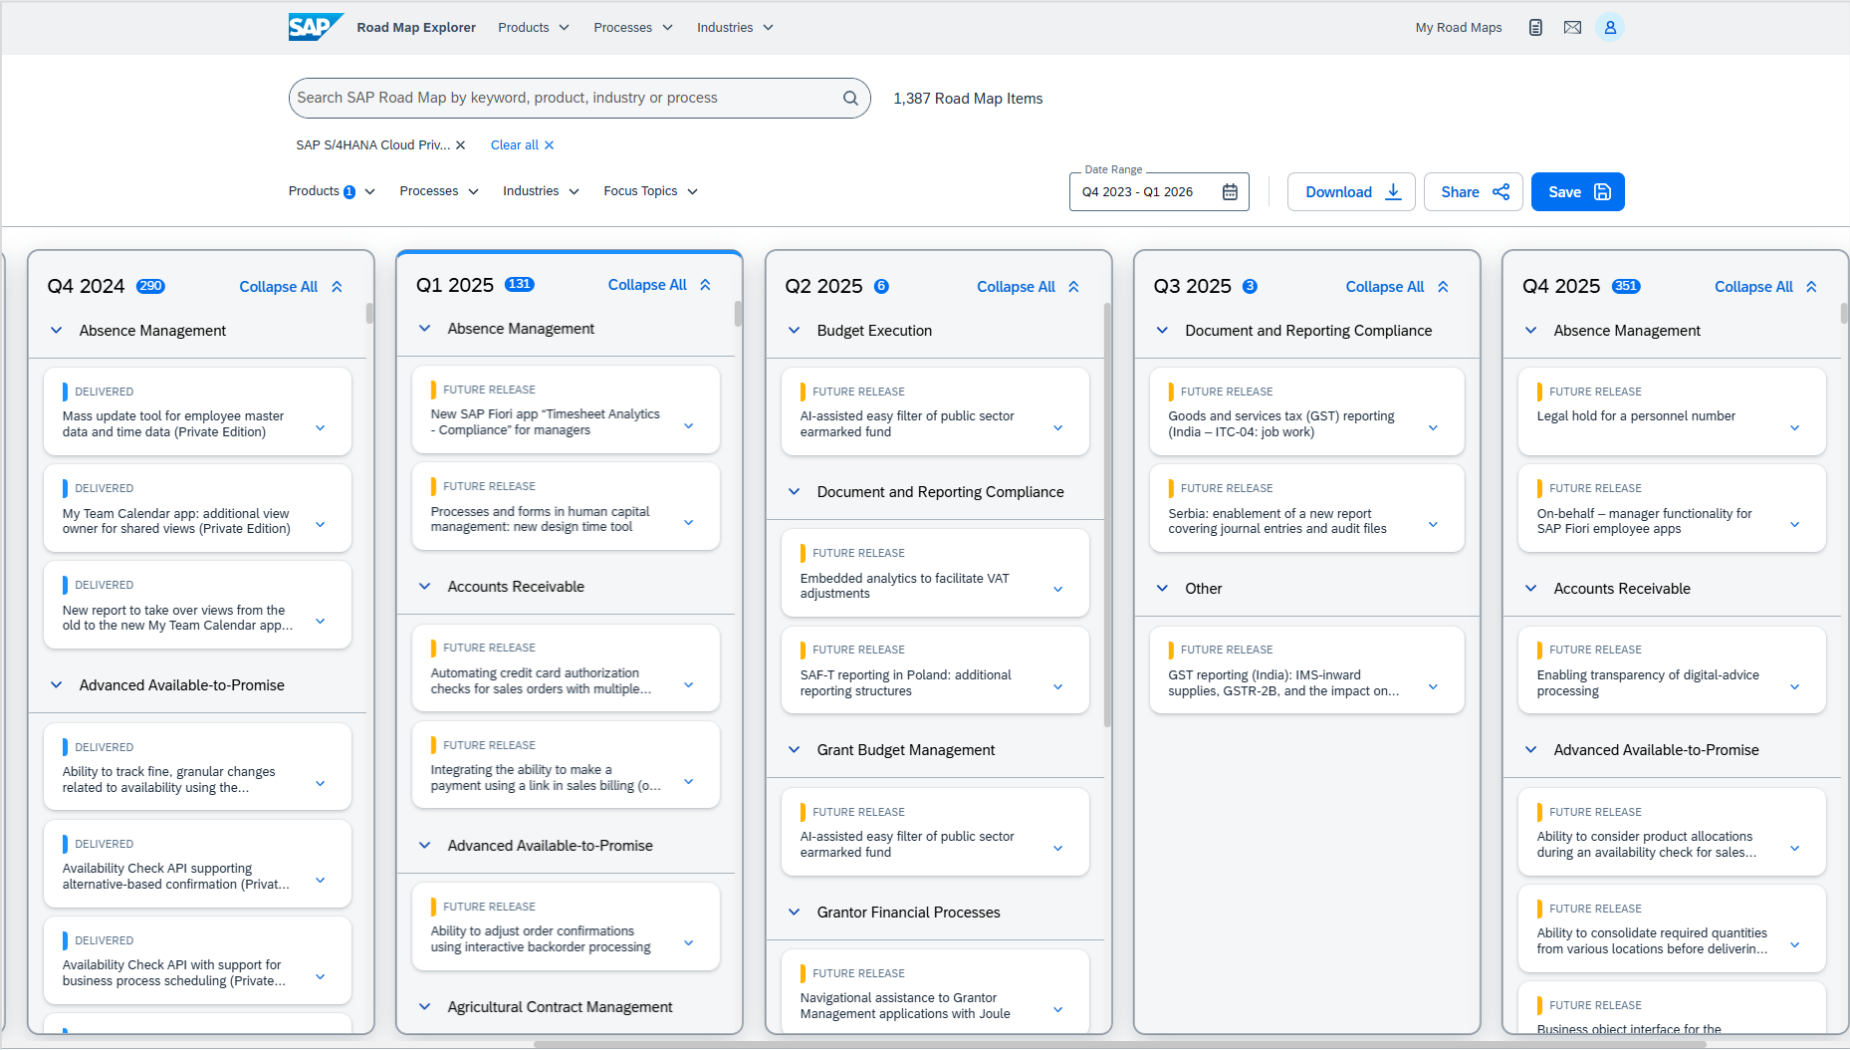 SAP Road Map Explorer Products Processes Industries My Road Maps
Search SAP Road Map by keyword, product, industry or process
1,387 Road Map Items
SAP S/4HANA Cloud Priv... Clear all
Products 1 Processes Industries Focus Topics
Date Range
Q4 2023 - Q1 2026
Download Share Save
Q4 2024 290 Collapse All
Absence Management
DELIVERED
Mass update tool for employee master
data and time data (Private Edition)
DELIVERED
My Team Calendar app: additional view
owner for shared views (Private Edition)
DELIVERED
New report to take over views from the
old to the new My Team Calendar app...
Advanced Available-to-Promise
DELIVERED
Ability to track fine, granular changes
related to availability using the...
DELIVERED
Availability Check API supporting
alternative-based confirmation (Privat...
DELIVERED
Availability Check API with support for
business process scheduling (Private...
Q1 2025 131 Collapse All
Absence Management
FUTURE RELEASE
New SAP Fiori app “Timesheet Analytics
- Compliance” for managers
FUTURE RELEASE
Processes and forms in human capital
management: new design time tool
Accounts Receivable
FUTURE RELEASE
Automating credit card authorization
checks for sales orders with multiple...
FUTURE RELEASE
Integrating the ability to make a
payment using a link in sales billing (o...
Advanced Available-to-Promise
FUTURE RELEASE
Ability to adjust order confirmations
using interactive backorder processing
Agricultural Contract Management
Q2 2025 6 Collapse All
Budget Execution
FUTURE RELEASE
AI-assisted easy filter of public sector
earmarked fund
Document and Reporting Compliance
FUTURE RELEASE
Embedded analytics to facilitate VAT
adjustments
FUTURE RELEASE
SAF-T reporting in Poland: additional
reporting structures
Grant Budget Management
FUTURE RELEASE
AI-assisted easy filter of public sector
earmarked fund
Grantor Financial Processes
FUTURE RELEASE
Navigational assistance to Grantor
Management applications with Joule
Q3 2025 3 Collapse All
Document and Reporting Compliance
FUTURE RELEASE
Goods and services tax (GST) reporting
(India – ITC-04: job work)
FUTURE RELEASE
Serbia: enablement of a new report
covering journal entries and audit files
Other
FUTURE RELEASE
GST reporting (India): IMS-inward
supplies, GSTR-2B, and the impact on...
Q4 2025 351 Collapse All
Absence Management
FUTURE RELEASE
Legal hold for a personnel number
FUTURE RELEASE
On-behalf – manager functionality for
SAP Fiori employee apps
Accounts Receivable
FUTURE RELEASE
Enabling transparency of digital-advice
processing
Advanced Available-to-Promise
FUTURE RELEASE
Ability to consider product allocations
during an availability check for sales...
FUTURE RELEASE
Ability to consolidate required quantities
from various locations before deliverin...
FUTURE RELEASE
Business object interface for the